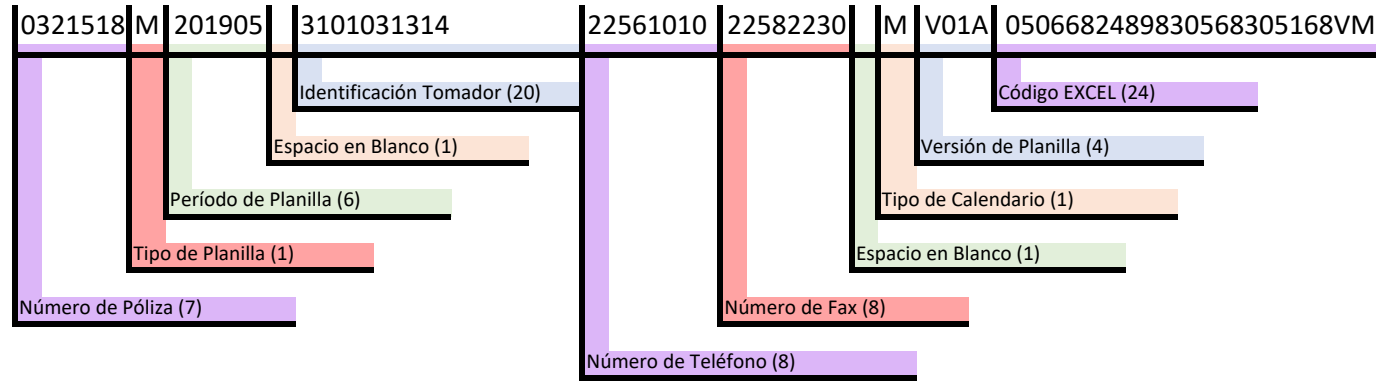 0321518 M 201905 3101031314 22561010 22582230 M V01A 0506682489830568305168VM
Identificación Tomador (20) Código EXCEL (24)
Espacio en Blanco (1) Versión de Planilla (4)
Período de Planilla (6) Tipo de Calendario (1)
Tipo de Planilla (1) Espacio en Blanco (1)
Número de Póliza (7) Número de Fax (8)
Número de Teléfono (8)